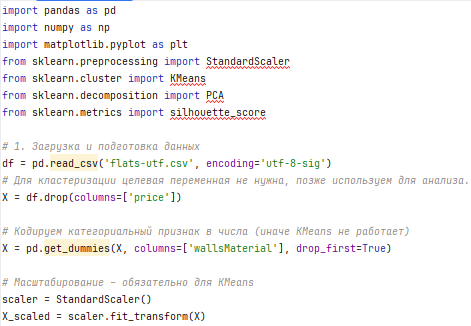 import pandas as pd
import numpy as np
import matplotlib.pyplot as plt
from sklearn.preprocessing import StandardScaler
from sklearn.cluster import KMeans
from sklearn.decomposition import PCA
from sklearn.metrics import silhouette_score
# 1. Загрузка и подготовка данных
df = pd.read_csv('flats-utf.csv', encoding='utf-8-sig')
# Для кластеризации целевая переменная не нужна, позже используем для анализа.
X = df.drop(columns=['price'])
# Кодируем категориальный признак в числа (иначе KMeans не работает)
X = pd.get_dummies(X, columns=['wallsMaterial'], drop_first=True)
# Масштабирование – обязательно для KMeans
scaler = StandardScaler()
X_scaled = scaler.fit_transform(X)